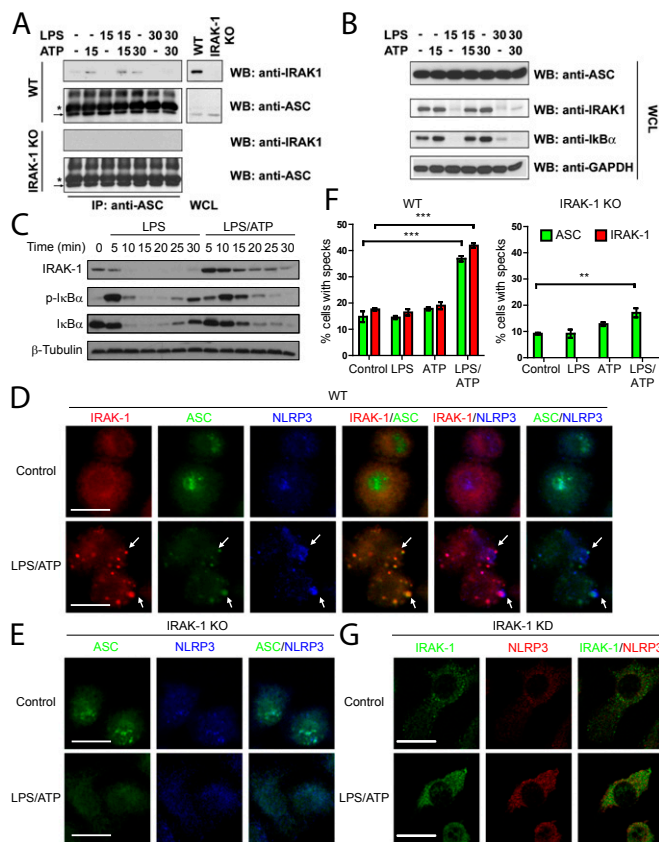 A
LPS - - 15 15 15 30 30
ATP - 15 - 15 30 - 30
WT
IRAK-1 KO
WT
WB: anti-IRAK1
*
WB: anti-ASC
IRAK-1 KO
WB: anti-IRAK1
*
WB: anti-ASC
IP: anti-ASC
WCL
B
LPS - - 15 15 15 30 30
ATP - 15 - 15 30 - 30
WB: anti-ASC
WB: anti-IRAK1
WB: anti-IkBα
WB: anti-GAPDH
WCL
C
LPS LPS/ATP
Time (min) 0 5 10 15 20 25 30 5 10 15 20 25 30
IRAK-1
p-IκBα
IκBα
β-Tubulin
F
WT
% cells with specks
50
40
30
20
10
0
***
***
Control LPS ATP LPS/ATP
IRAK-1 KO
ASC
IRAK-1
% cells with specks
50
40
30
20
10
0
**
Control LPS ATP LPS/ATP
D
WT
IRAK-1 ASC NLRP3 IRAK-1/ASC IRAK-1/NLRP3 ASC/NLRP3
Control
LPS/ATP
E
IRAK-1 KO
ASC NLRP3 ASC/NLRP3
Control
LPS/ATP
G
IRAK-1 KD
IRAK-1 NLRP3 IRAK-1/NLRP3
Control
LPS/ATP